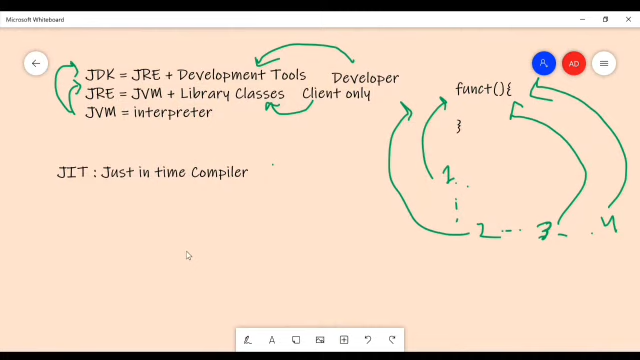 Microsoft Whiteboard
AD
JDK = JRE + Development Tools
Developer
JRE = JVM + Library Classes
Client only
JVM = interpreter
JIT : Just in time Compiler
funct(){
}
1..
2--.
3-
.4
A